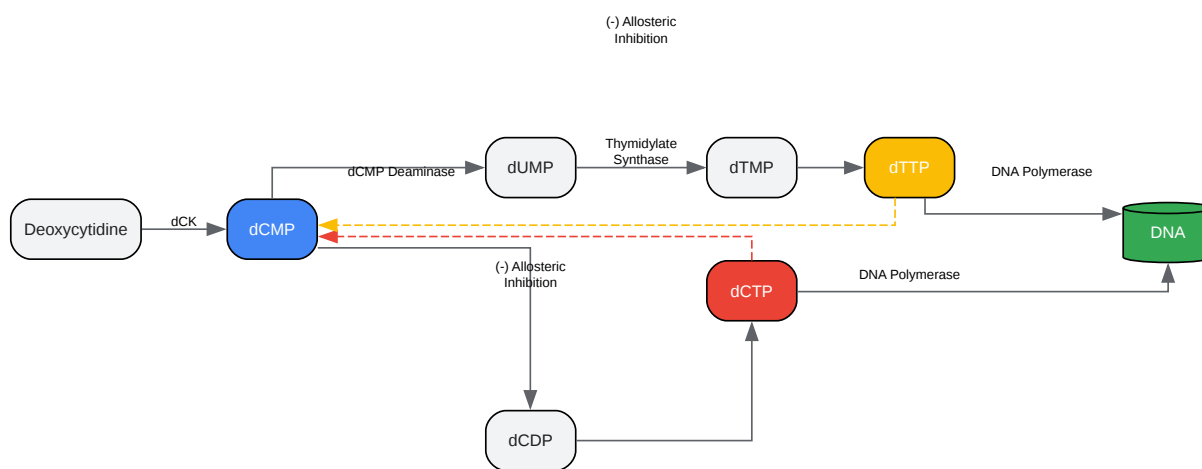 (-) Allosteric
Inhibition
Thymidylate
Synthase
dCMP Deaminase
dUMP
dTMP
dTTP
DNA Polymerase
Deoxycytidine
dCK
dCMP
DNA
(-) Allosteric
Inhibition
dCTP
DNA Polymerase
dCDP